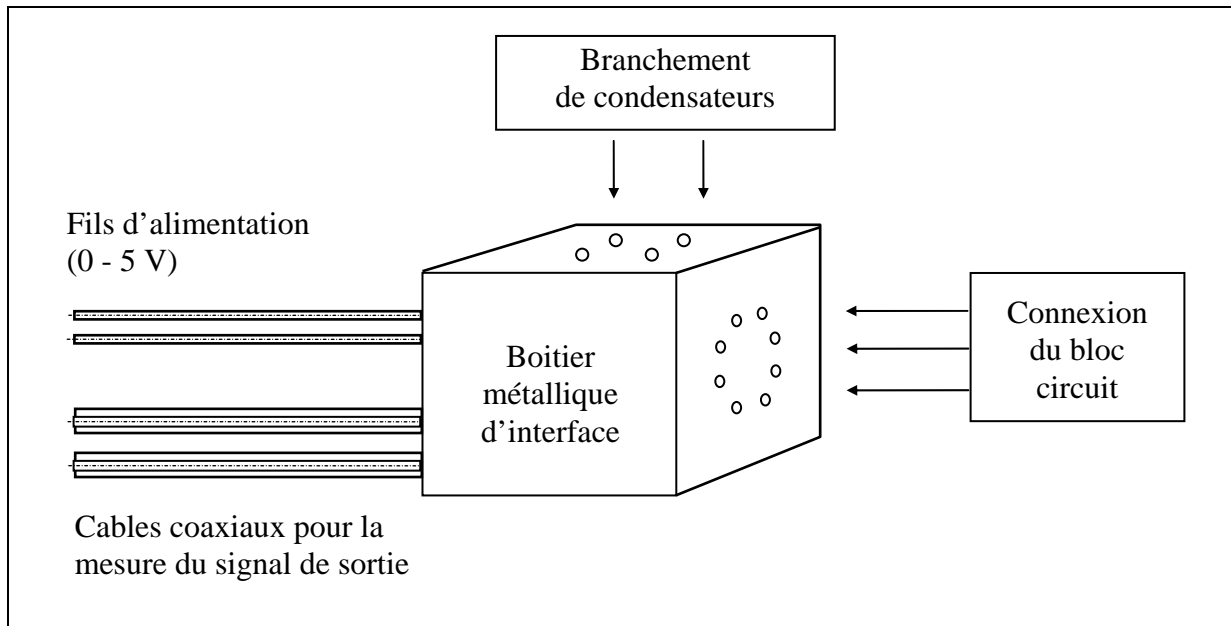 Branchement
de condensateurs
Fils d’alimentation
(0 - 5 V)
Boitier
métallique
d’interface
Connexion
du bloc
circuit
Cables coaxiaux pour la
mesure du signal de sortie